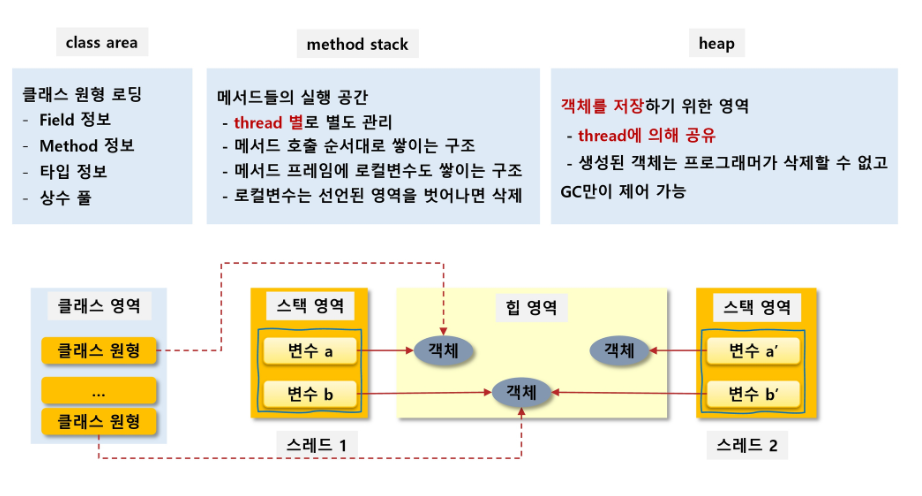 class area
클래스 원형 로딩
- Field 정보
- Method 정보
- 타입 정보
- 상수 풀
method stack
메서드들의 실행 공간
- thread 별로 별도 관리
- 메서드 호출 순서대로 쌓이는 구조
- 메서드 프레임에 로컬변수도 쌓이는 구조
- 로컬변수는 선언된 영역을 벗어나면 삭제
heap
객체를 저장하기 위한 영역
- thread에 의해 공유
- 생성된 객체는 프로그래머가 삭제할 수 없고
GC만이 제어 가능
클래스 영역
클래스 원형
...
클래스 원형
스택 영역
변수 a
변수 b
스레드 1
힙 영역
객체
객체
객체
스택 영역
변수 a’
변수 b’
스레드 2